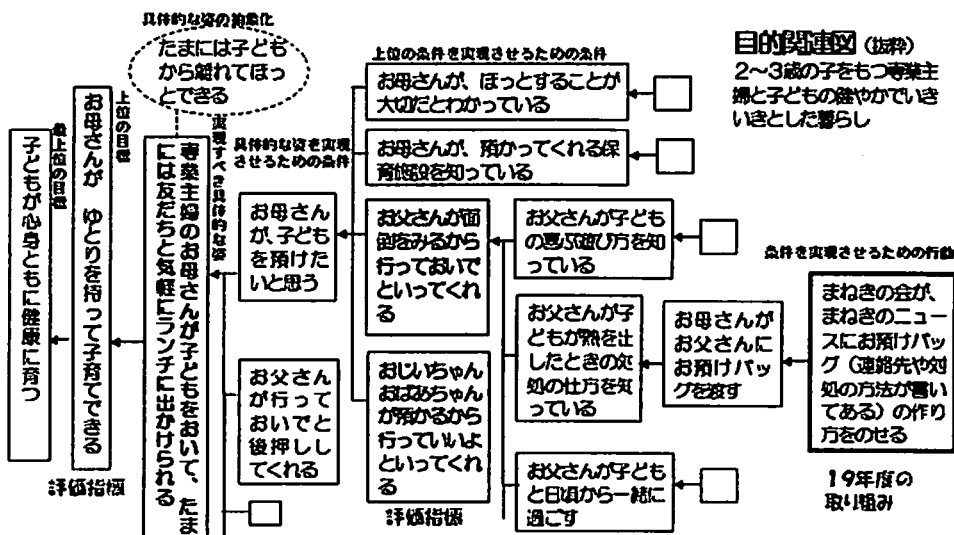 目的関連図(抜粋)
2〜3歳の子をもつ専業主
婦と子どもの健やかでいき
いきとした暮らし
具体的な姿の抽象化
たまには子ども
から離れてほっ
とできる
最上位の目標
子どもが心身ともに健康に育つ
上位の目標
お母さんが ゆとりを持って子育てできる
評価指標
実現すべき具体的な姿
専業主婦のお母さんが子どもをおいて、たま
には友だちと気軽にランチに出かけられる
具体的な姿を実現
させるための条件
お母さん
が、子ども
を預けた
いと思う
お父さん
が行って
おいでと
後押しし
てくれる
上位の条件を実現させるための条件
お母さんが、ほっとすることが
大切だとわかっている
お母さんが、預かってくれる保
育施設を知っている
お父さんが面
倒をみるから
行っておいで
といってくれ
る
おじいちゃん
おばあちゃん
が預かるから
行っていいよ
といってくれ
る
評価指標
お父さんが子ども
の喜ぶ遊び方を知
っている
お父さんが子
どもが熱を出
したときの対
処の仕方を知
っている
お父さんが子ども
と日頃から一緒に
過ごす
お母さんが
お父さんに
お預けバッ
グを渡す
条件を実現させるための行動
まねきの会が、
まねきのニュー
スにお預けバッ
グ(連絡先や対
処の方法が書い
てある)の作り
方をのせる
19年度の
取り組み